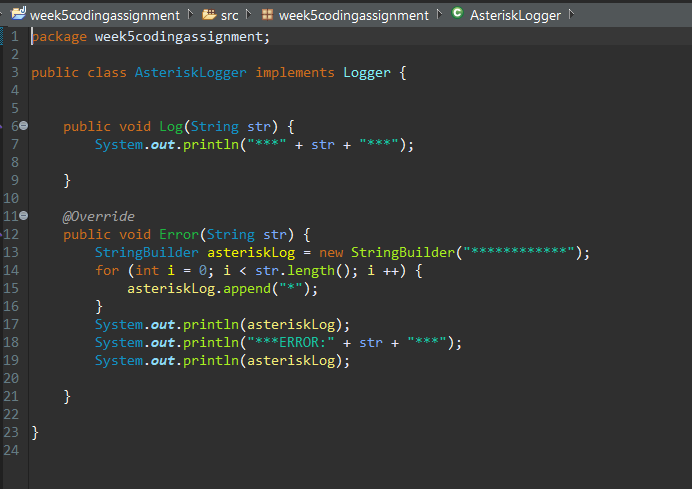 week5codingassignment src week5codingassignment AsteriskLogger
1 package week5codingassignment;
2
3 public class AsteriskLogger implements Logger {
4
5
6 public void Log(String str) {
7 System.out.println("***" + str + "***");
8
9 }
10
11 @Override
12 public void Error(String str) {
13 StringBuilder asteriskLog = new StringBuilder("************");
14 for (int i = 0; i < str.length(); i ++) {
15 asteriskLog.append("*");
16 }
17 System.out.println(asteriskLog);
18 System.out.println("***ERROR:" + str + "***");
19 System.out.println(asteriskLog);
20
21 }
22
23 }
24